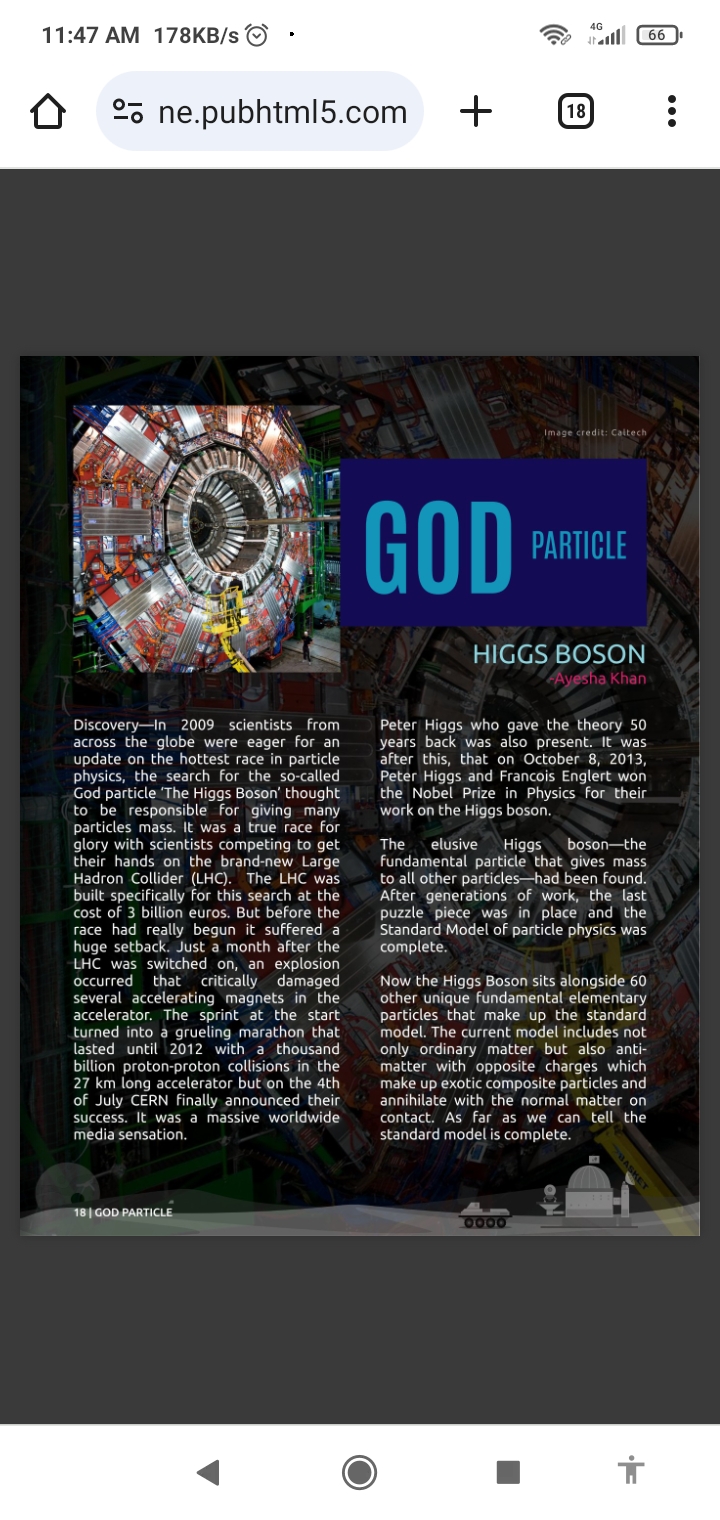 11:47 AM 178KB/s
4G
66
ne.pubhtml5.com
18
Image credit: Caltech
GOD PARTICLE
HIGGS BOSON
-Ayesha Khan
Discovery—In 2009 scientists from
across the globe were eager for an
update on the hottest race in particle
physics, the search for the so-called
God particle ‘The Higgs Boson’ thought
to be responsible for giving many
particles mass. It was a true race for
glory with scientists competing to get
their hands on the brand-new Large
Hadron Collider (LHC). The LHC was
built specifically for this search at the
cost of 3 billion euros. But before the
race had really begun it suffered a
huge setback. Just a month after the
LHC was switched on, an explosion
occurred that critically damaged
several accelerating magnets in the
accelerator. The sprint at the start
turned into a grueling marathon that
lasted until 2012 with a thousand
billion proton-proton collisions in the
27 km long accelerator but on the 4th
of July CERN finally announced their
success. It was a massive worldwide
media sensation.
Peter Higgs who gave the theory 50
years back was also present. It was
after this, that on October 8, 2013,
Peter Higgs and Francois Englert won
the Nobel Prize in Physics for their
work on the Higgs boson.
The elusive Higgs boson—the
fundamental particle that gives mass
to all other particles—had been found.
After generations of work, the last
puzzle piece was in place and the
Standard Model of particle physics was
complete.
Now the Higgs Boson sits alongside 60
other unique fundamental elementary
particles that make up the standard
model. The current model includes not
only ordinary matter but also anti-
matter with opposite charges which
make up exotic composite particles and
annihilate with the normal matter on
contact. As far as we can tell the
standard model is complete.
18 | GOD PARTICLE